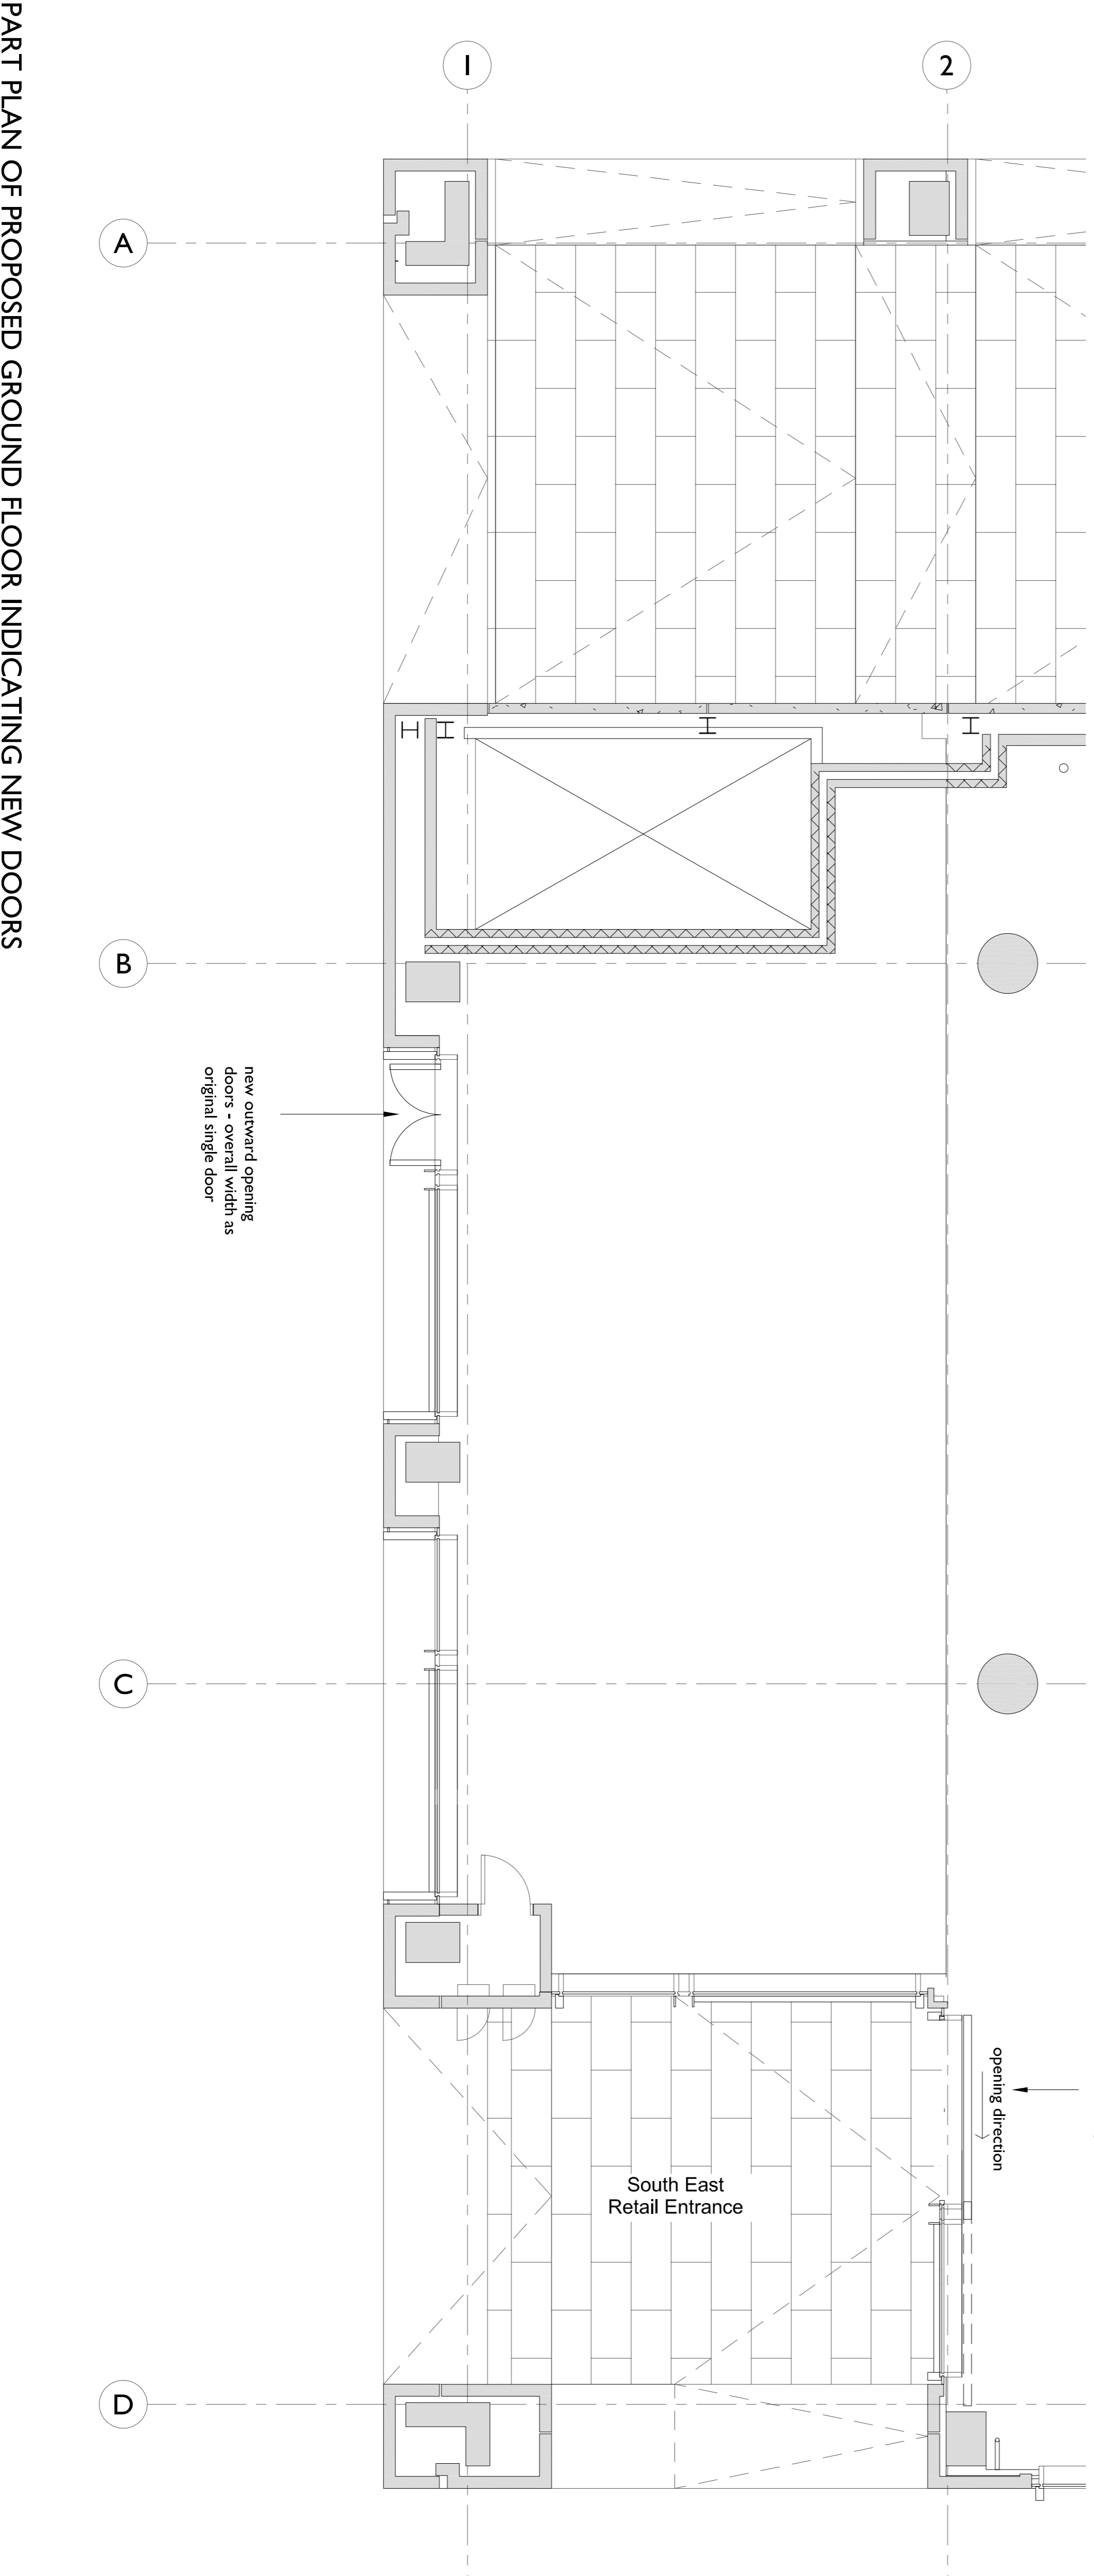 PART PLAN OF PROPOSED GROUND FLOOR INDICATING NEW DOORS
1
2
A
B
new outward opening
doors - overall width as
original single door
C
opening direction
South East
Retail Entrance
D